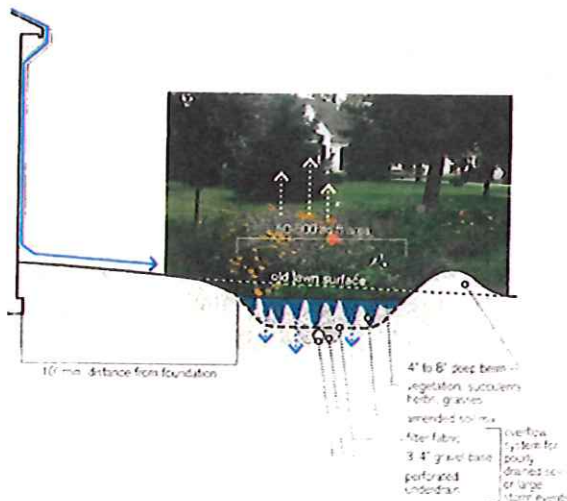 old lawn surface
10' min. distance from foundation
4" to 8" deep berm
vegetation, succulents
herbs, grasses
amended soil mix
filter fabric
3/4" gravel base
perforated
underdrain
overflow
system for
poorly
drained soil
or large
storm events